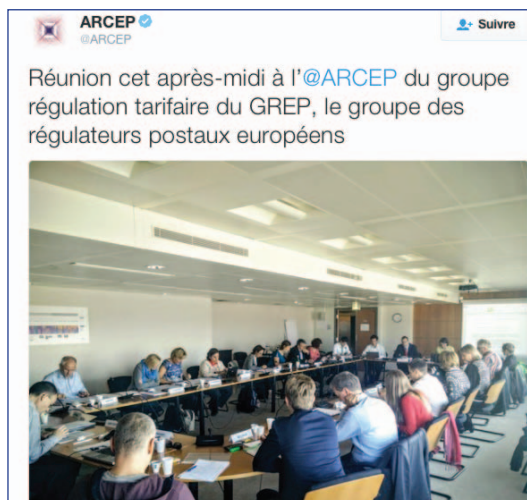 ARCEP
@ARCEP
Suivre
Réunion cet après-midi à l'@ARCEP du groupe
régulation tarifaire du GREP, le groupe des
régulateurs postaux européens